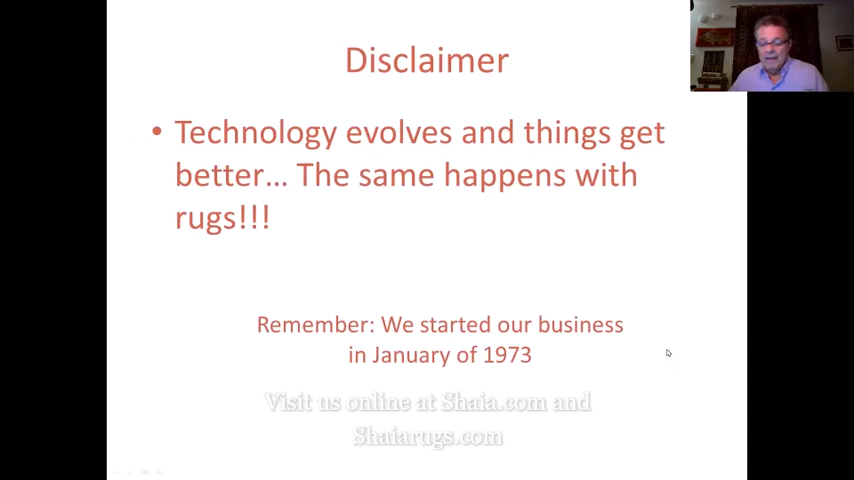 Disclaimer
• Technology evolves and things get
better... The same happens with
rugs!!!
Remember: We started our business
in January of 1973
Visit us online at Shaia.com and
Shaiarugs.com